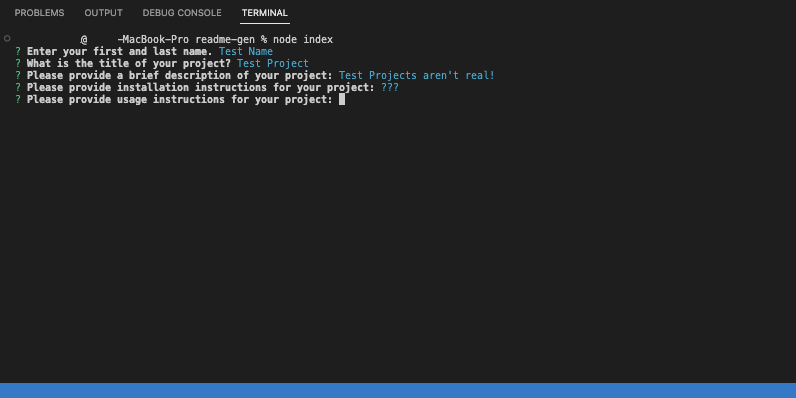 PROBLEMS OUTPUT DEBUG CONSOLE TERMINAL
@ -MacBook-Pro readme-gen % node index
? Enter your first and last name. Test Name
? What is the title of your project? Test Project
? Please provide a brief description of your project: Test Projects aren't real!
? Please provide installation instructions for your project: ???
? Please provide usage instructions for your project: